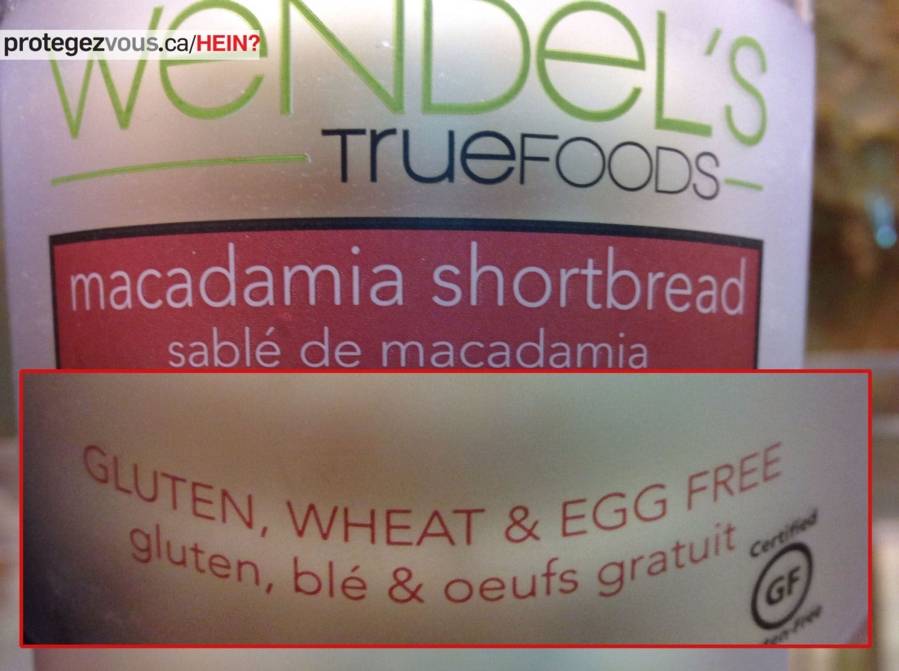 protegezvous.ca/HEIN?
WeNDeL'S
TrueFOODS
macadamia shortbread
sablé de macadamia
GLUTEN, WHEAT & EGG FREE
gluten, blé & oeufs gratuit
Certified
GF